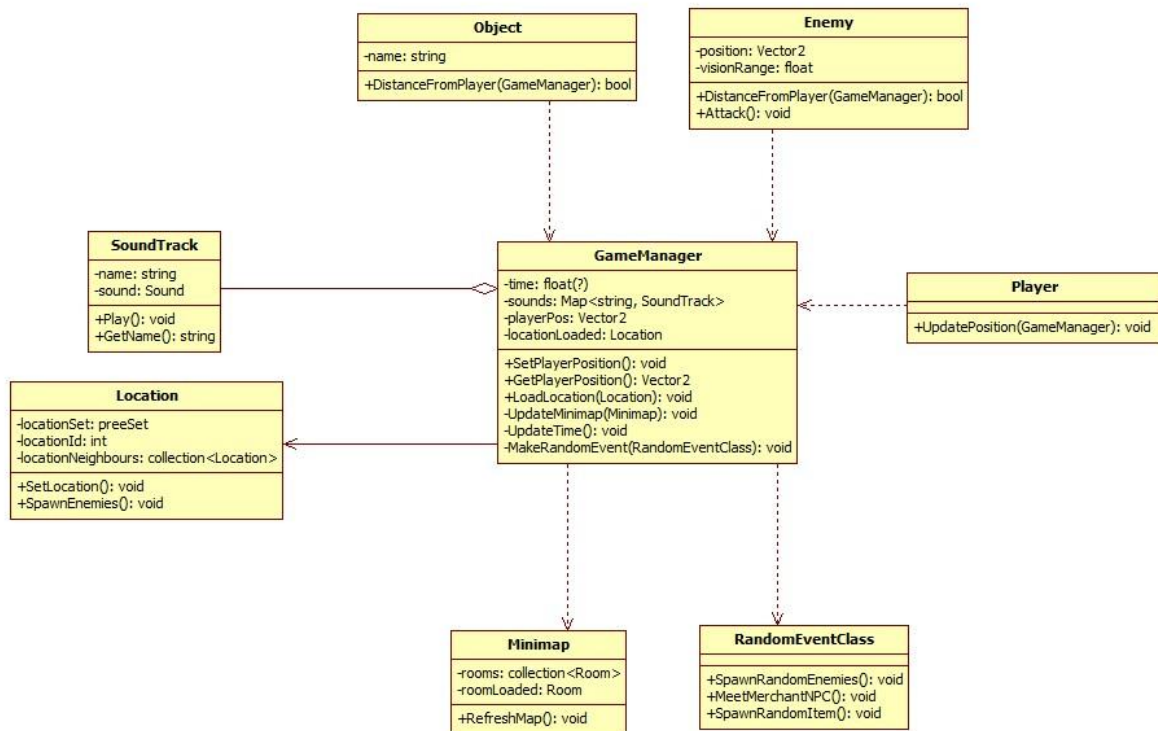 Object
-name: string
+DistanceFromPlayer(GameManager): bool
Enemy
-position: Vector2
-visionRange: float
+DistanceFromPlayer(GameManager): bool
+Attack(): void
SoundTrack
-name: string
-sound: Sound
+Play(): void
+GetName(): string
GameManager
-time: float(?)
-sounds: Map<string, SoundTrack>
-playerPos: Vector2
-locationLoaded: Location
+SetPlayerPosition(): void
+GetPlayerPosition(): Vector2
+LoadLocation(Location): void
-UpdateMinimap(Minimap): void
-UpdateTime(): void
-MakeRandomEvent(RandomEventClass): void
Player
+UpdatePosition(GameManager): void
Location
-locationSet: preeSet
-locationId: int
-locationNeighbours: collection<Location>
+SetLocation(): void
+SpawnEnemies(): void
Minimap
-rooms: collection<Room>
-roomLoaded: Room
+RefreshMap(): void
RandomEventClass
+SpawnRandomEnemies(): void
+MeetMerchantNPC(): void
+SpawnRandomItem(): void